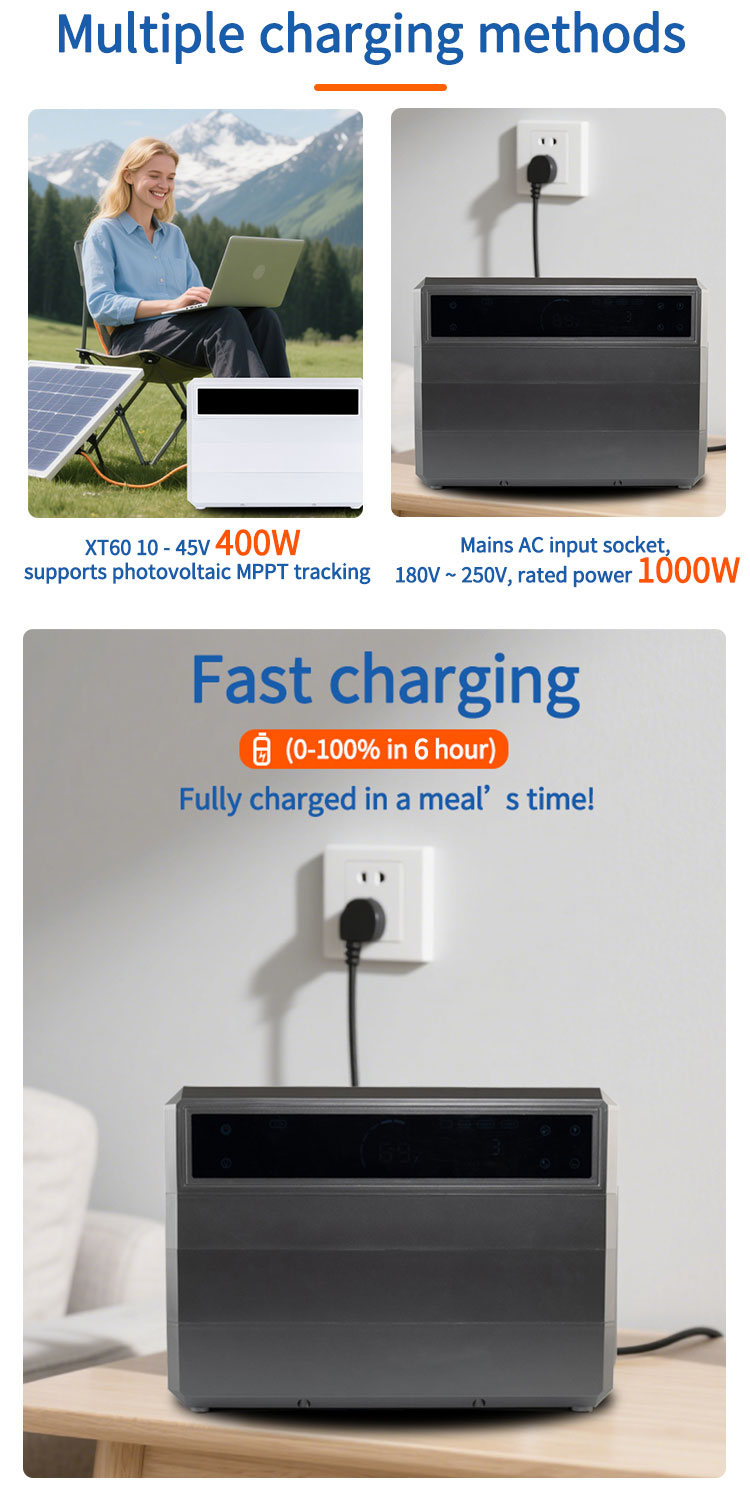 Multiple charging methods
XT60 10 - 45V 400W
supports photovoltaic MPPT tracking
Mains AC input socket,
180V ~ 250V, rated power 1000W
Fast charging
(0-100% in 6 hour)
Fully charged in a meal’s time!